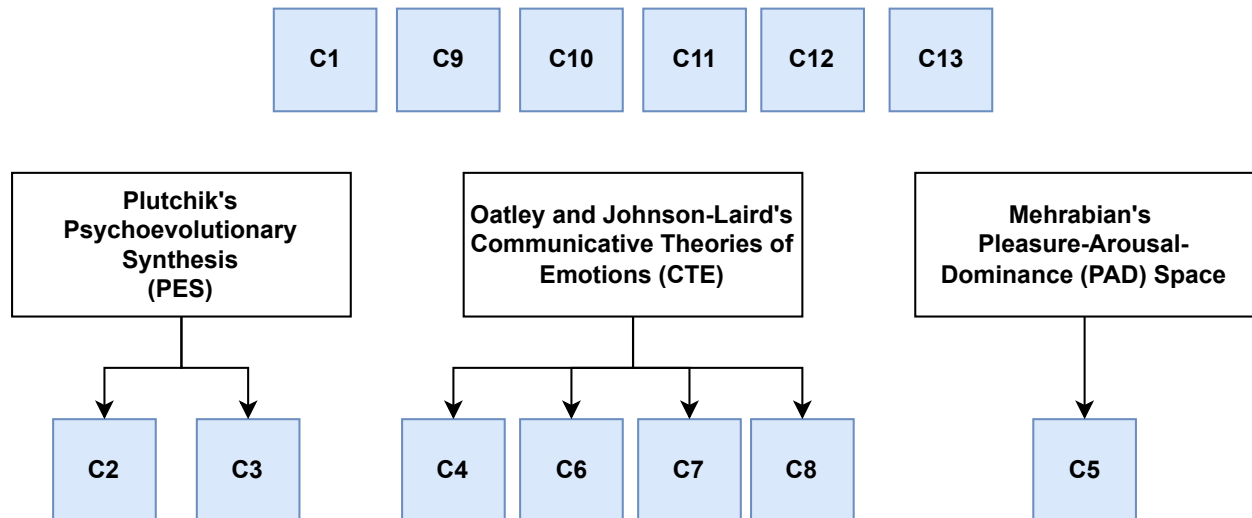 C1
C9
C10
C11
C12
C13
Plutchik's
Psychoevolutionary
Synthesis
(PES)
Oatley and Johnson-Laird's
Communicative Theories of
Emotions (CTE)
Mehrabian's
Pleasure-Arousal-
Dominance (PAD) Space
C2
C3
C4
C6
C7
C8
C5